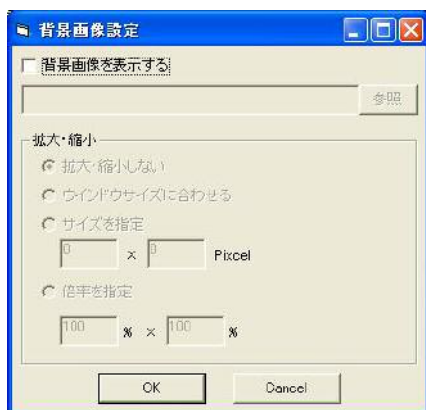 背景画像設定
背景画像を表示する
参照
拡大・縮小
拡大・縮小しない
ウインドウサイズに合わせる
サイズを指定
0 × 0 Pixcel
倍率を指定
100 % × 100 %
OK Cancel